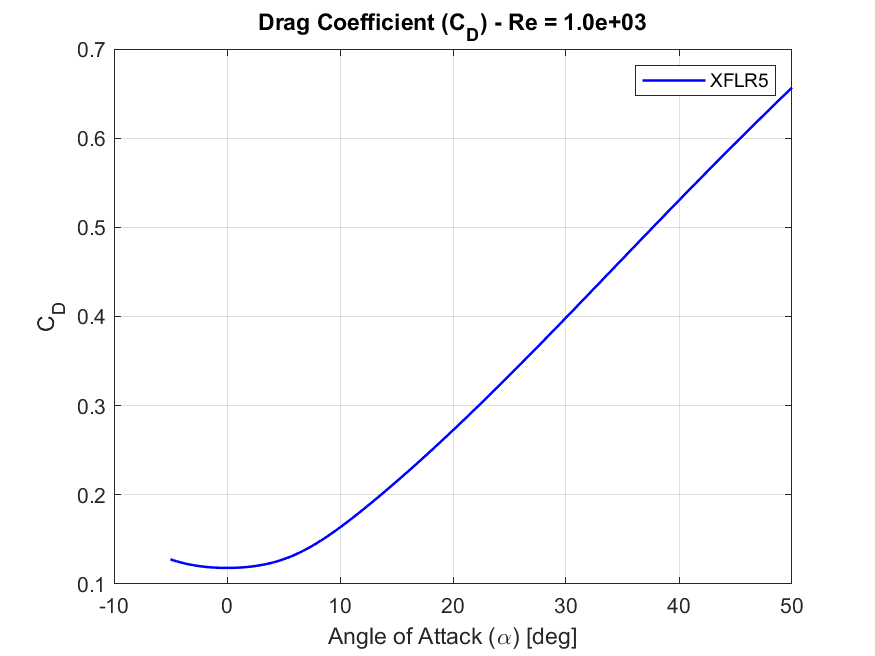 Drag Coefficient (C_D) - Re = 1.0e+03
0.7
XFLR5
0.6
0.5
0.4
C_D
0.3
0.2
0.1
-10 0 10 20 30 40 50
Angle of Attack (α) [deg]